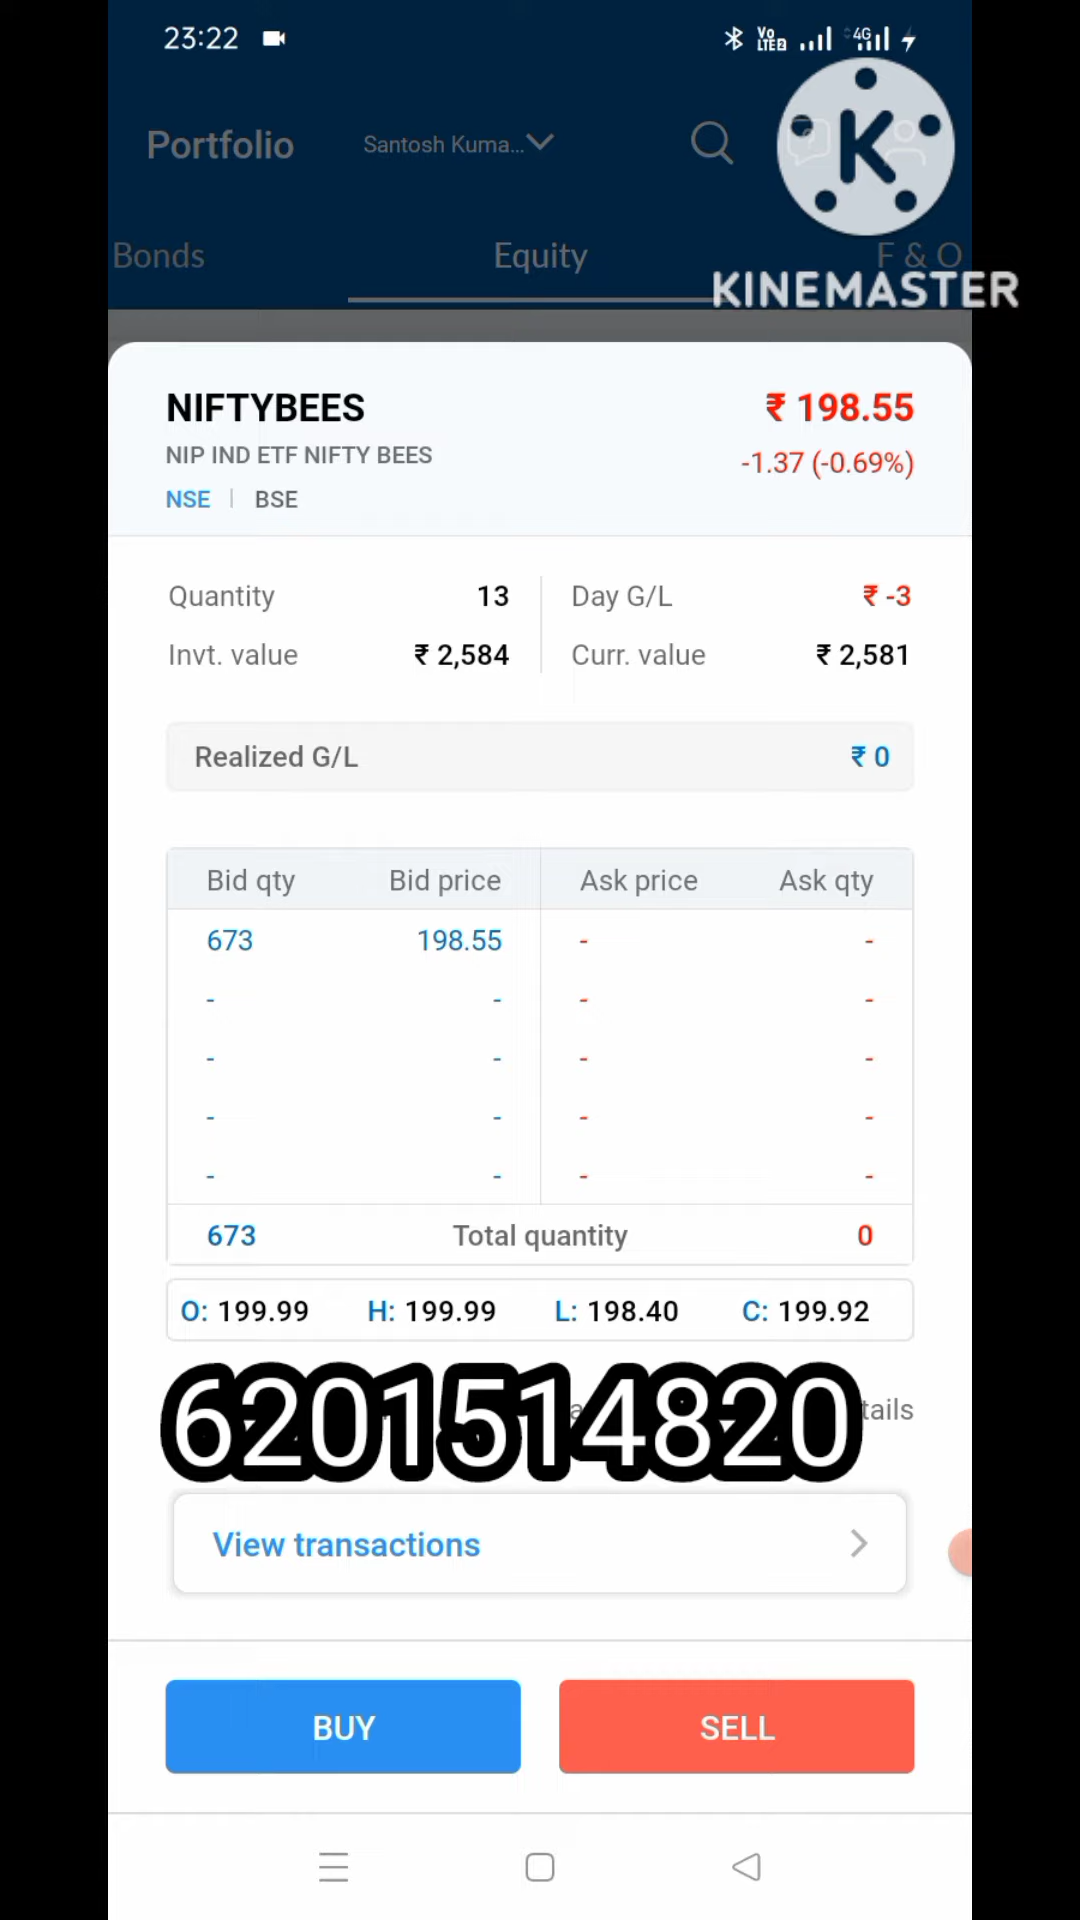 23:22 Vo LTE2 4G
Portfolio Santosh Kuma...
Bonds Equity F & O
K
KINEMASTER
NIFTYBEES ₹ 198.55
NIP IND ETF NIFTY BEES -1.37 (-0.69%)
NSE | BSE
Quantity 13 Day G/L ₹ -3
Invt. value ₹ 2,584 Curr. value ₹ 2,581
Realized G/L ₹ 0
Bid qty Bid price Ask price Ask qty
673 198.55 - -
- - - -
- - - -
- - - -
- - - -
673 Total quantity 0
O: 199.99 H: 199.99 L: 198.40 C: 199.92
6201514820
View transactions
BUY SELL